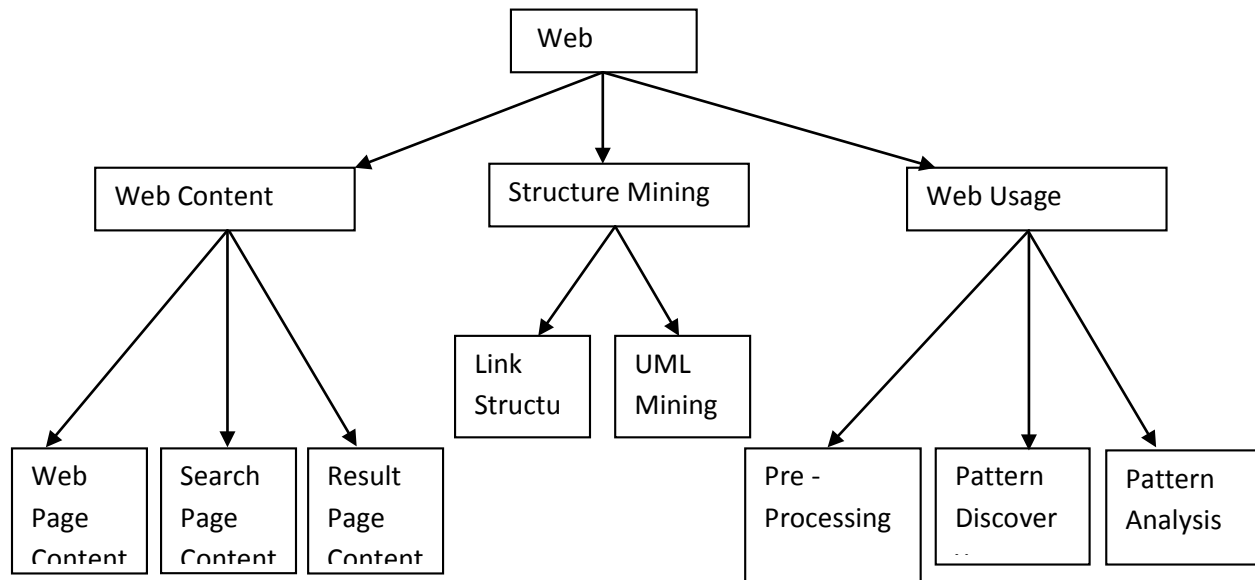 Web
Web Content
Structure Mining
Web Usage
Link
Structu
UML
Mining
Web
Page
Content
Search
Page
Content
Result
Page
Content
Pre -
Processing
Pattern
Discover
Pattern
Analysis